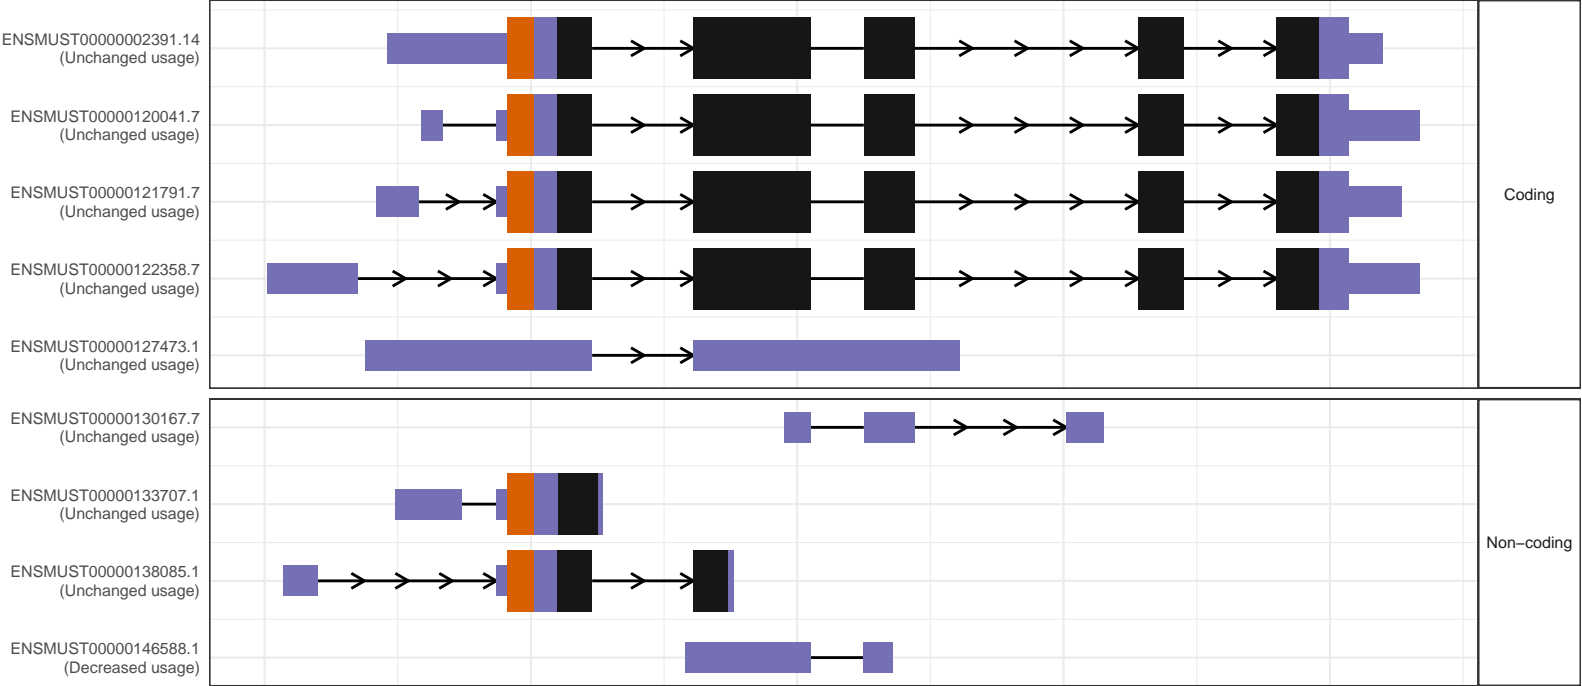 ENSMUST00000002391.14
(Unchanged usage)
ENSMUST00000120041.7
(Unchanged usage)
ENSMUST00000121791.7
(Unchanged usage)
ENSMUST00000122358.7
(Unchanged usage)
ENSMUST00000127473.1
(Unchanged usage)
Coding
ENSMUST00000130167.7
(Unchanged usage)
ENSMUST00000133707.1
(Unchanged usage)
ENSMUST00000138085.1
(Unchanged usage)
ENSMUST00000146588.1
(Decreased usage)
Non−coding